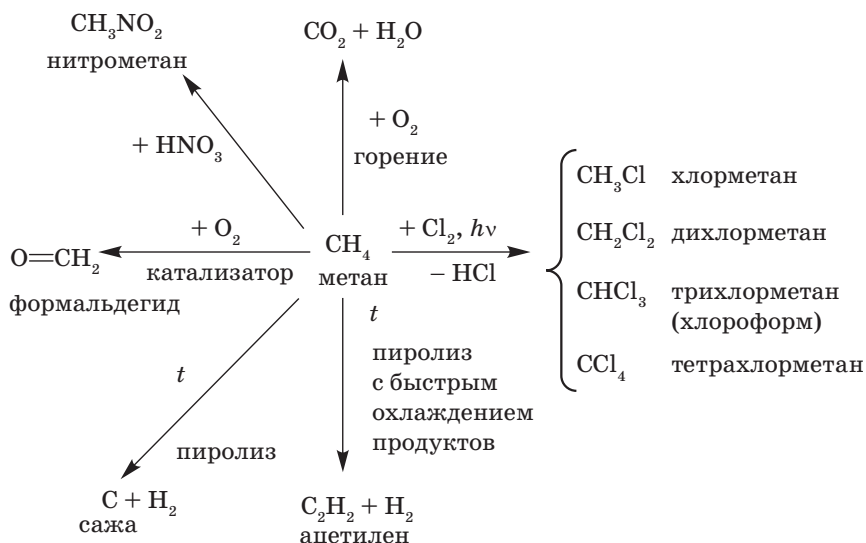 CH₃NO₂
нитрометан
CO₂ + H₂O
+ HNO₃
+ O₂
горение
O=CH₂
формальдегид
+ O₂
катализатор
CH₄
метан
+ Cl₂, hν
– HCl
CH₃Cl хлорметан
CH₂Cl₂ дихлорметан
CHCl₃ трихлорметан
(хлороформ)
CCl₄ тетрахлорметан
t
пиролиз
C + H₂
сажа
t
пиролиз
с быстрым
охлаждением
продуктов
C₂H₂ + H₂
ацетилен